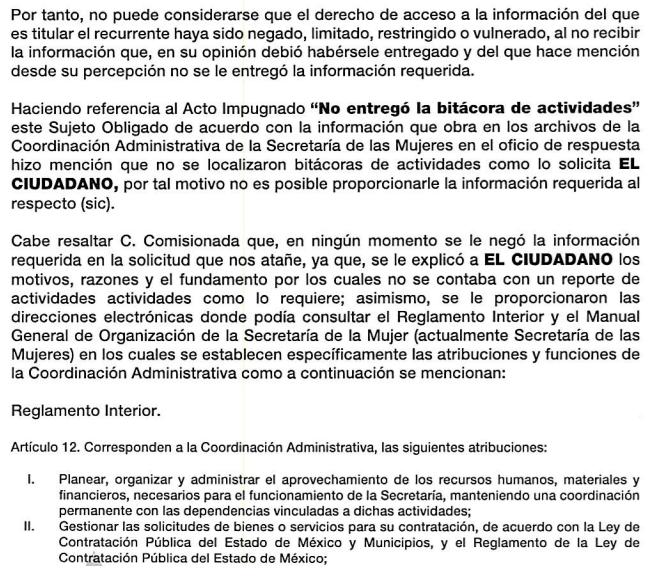 Por tanto, no puede considerarse que el derecho de acceso a la información del que
es titular el recurrente haya sido negado, limitado, restringido o vulnerado, al no recibir
la información que, en su opinión debió habérsele entregado y del que hace mención
desde su percepción no se le entregó la información requerida.
Haciendo referencia al Acto Impugnado “No entregó la bitácora de actividades”
este Sujeto Obligado de acuerdo con la información que obra en los archivos de la
Coordinación Administrativa de la Secretaría de las Mujeres en el oficio de respuesta
hizo mención que no se localizaron bitácoras de actividades como lo solicita EL
CIUDADANO, por tal motivo no es posible proporcionarle la información requerida al
respecto (sic).
Cabe resaltar C. Comisionada que, en ningún momento se le negó la información
requerida en la solicitud que nos atañe, ya que, se le explicó a EL CIUDADANO los
motivos, razones y el fundamento por los cuales no se contaba con un reporte de
actividades actividades como lo requiere; asimismo, se le proporcionaron las
direcciones electrónicas donde podía consultar el Reglamento Interior y el Manual
General de Organización de la Secretaría de la Mujer (actualmente Secretaría de las
Mujeres) en los cuales se establecen específicamente las atribuciones y funciones de
la Coordinación Administrativa como a continuación se mencionan:
Reglamento Interior.
Artículo 12. Corresponden a la Coordinación Administrativa, las siguientes atribuciones:
I. Planear, organizar y administrar el aprovechamiento de los recursos humanos, materiales y
financieros, necesarios para el funcionamiento de la Secretaría, manteniendo una coordinación
permanente con las dependencias vinculadas a dichas actividades;
II. Gestionar las solicitudes de bienes o servicios para su contratación, de acuerdo con la Ley de
Contratación Pública del Estado de México y Municipios, y el Reglamento de la Ley de
Contratación Pública del Estado de México;